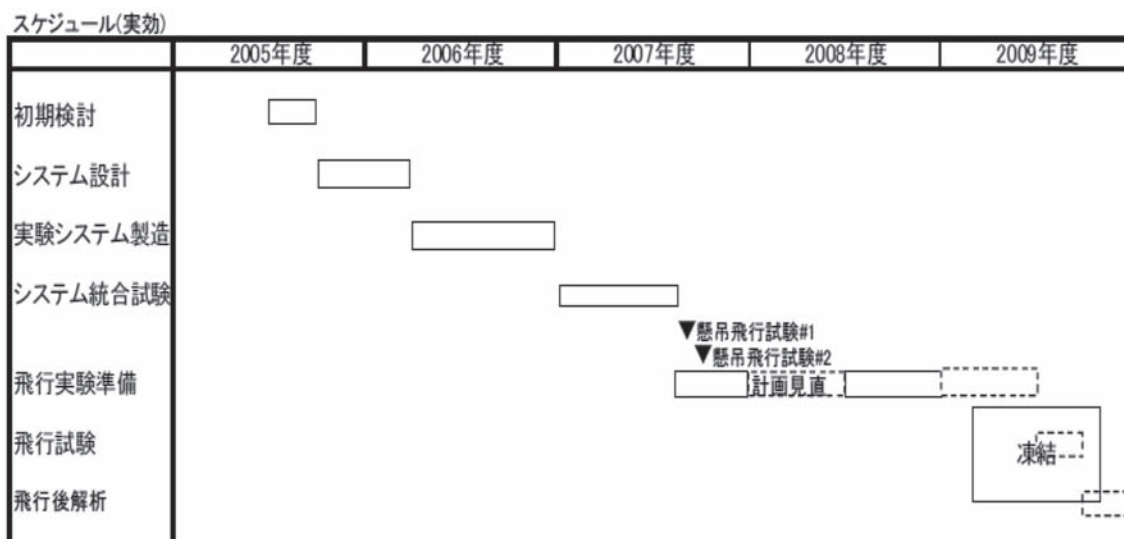 スケジュール(実効)
2005年度 2006年度 2007年度 2008年度 2009年度
初期検討
システム設計
実験システム製造
システム統合試験
▼懸吊飛行試験#1
▼懸吊飛行試験#2
飛行実験準備 計画見直
飛行試験 凍結
飛行後解析